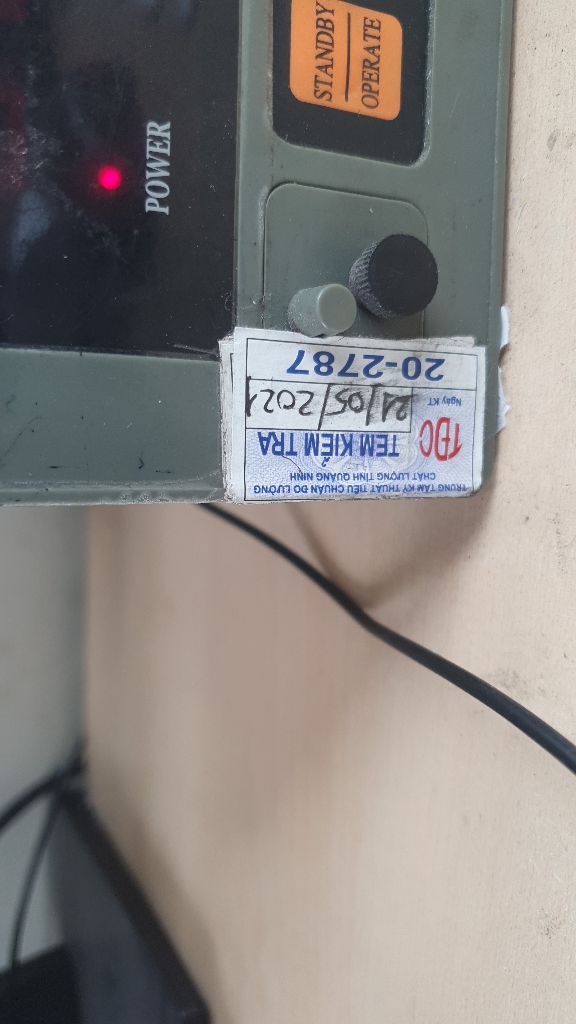 STANDBY
OPERATE
POWER
TRUNG TÂM KỸ THUẬT TIÊU CHUẨN ĐO LƯỜNG
CHẤT LƯỢNG TỈNH QUẢNG NINH
TĐC TEM KIỂM TRA
Ngày KT 21/05/2021
20-2787